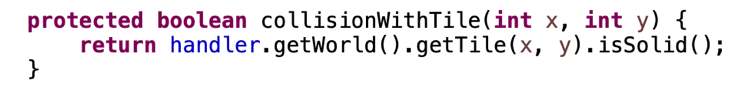 protected boolean collisionWithTile(int x, int y) {
    return handler.getWorld().getTile(x, y).isSolid();
}